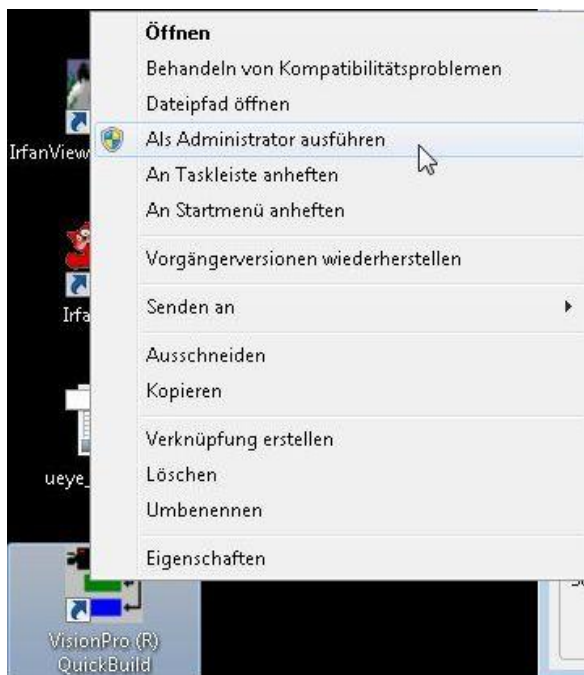 Öffnen
Behandeln von Kompatibilitätsproblemen
Dateipfad öffnen
Als Administrator ausführen
An Taskleiste anheften
An Startmenü anheften
Vorgängerversionen wiederherstellen
Senden an
Ausschneiden
Kopieren
Verknüpfung erstellen
Löschen
Umbenennen
Eigenschaften
IrfanView
Irfa
ueye_
VisionPro (R)
QuickBuild